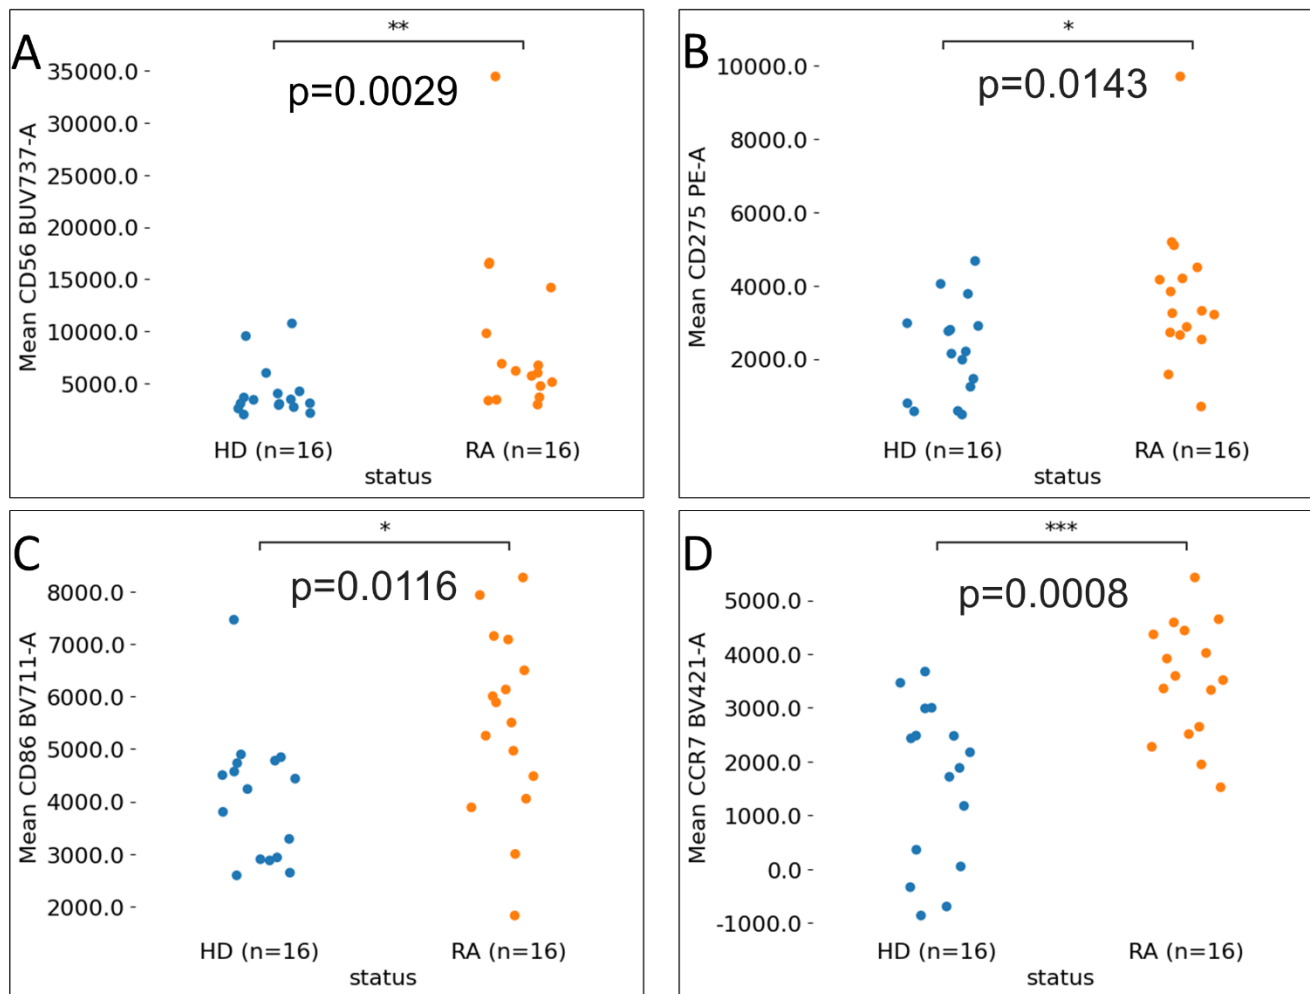 A
**
p=0.0029
Mean CD56 BUV737-A
35000.0
30000.0
25000.0
20000.0
15000.0
10000.0
5000.0
HD (n=16)
RA (n=16)
status
B
*
p=0.0143
Mean CD275 PE-A
10000.0
8000.0
6000.0
4000.0
2000.0
HD (n=16)
RA (n=16)
status
C
*
p=0.0116
Mean CD86 BV711-A
8000.0
7000.0
6000.0
5000.0
4000.0
3000.0
2000.0
HD (n=16)
RA (n=16)
status
D
***
p=0.0008
Mean CCR7 BV421-A
5000.0
4000.0
3000.0
2000.0
1000.0
0.0
-1000.0
HD (n=16)
RA (n=16)
status